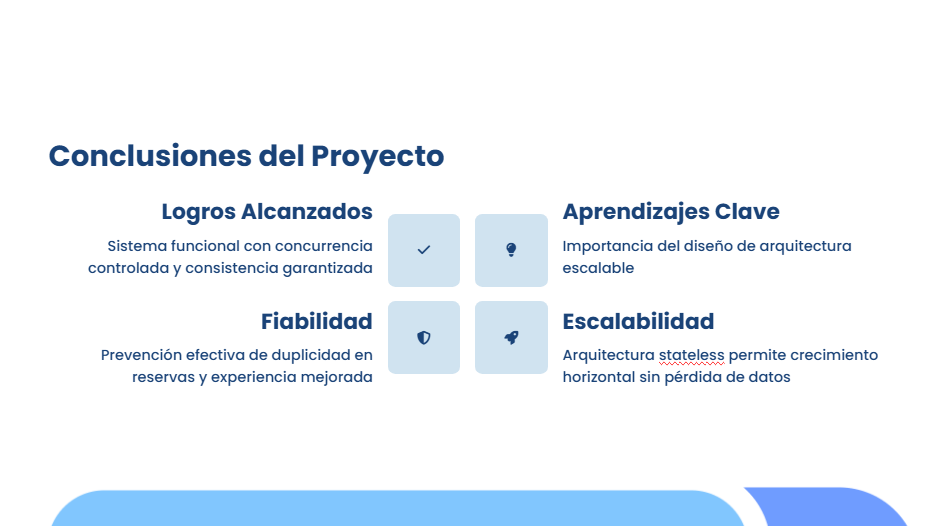 Conclusiones del Proyecto
Logros Alcanzados
Sistema funcional con concurrencia
controlada y consistencia garantizada
Aprendizajes Clave
Importancia del diseño de arquitectura
escalable
Fiabilidad
Prevención efectiva de duplicidad en
reservas y experiencia mejorada
Escalabilidad
Arquitectura stateless permite crecimiento
horizontal sin pérdida de datos